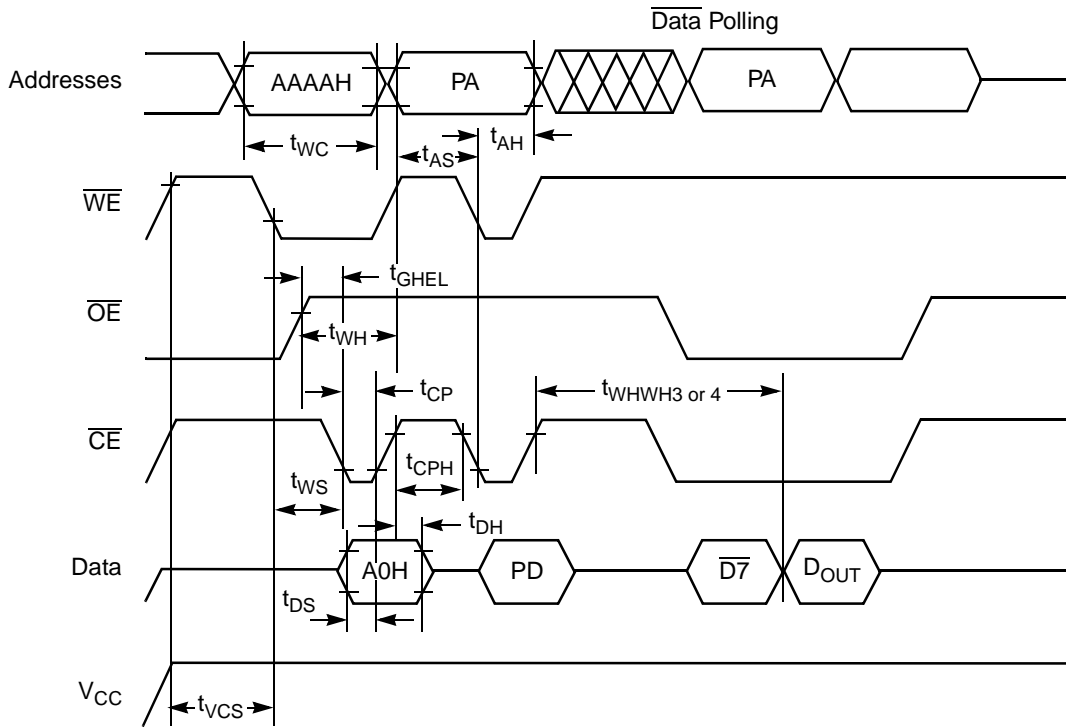 Data Polling
Addresses
AAAAH
PA
PA
tWC
tAS
tAH
WE
tGHEL
OE
tWH
tCP
tWHWH3 or 4
CE
tCPH
tWS
tDH
Data
A0H
PD
D7
DOUT
tDS
VCC
tVCS